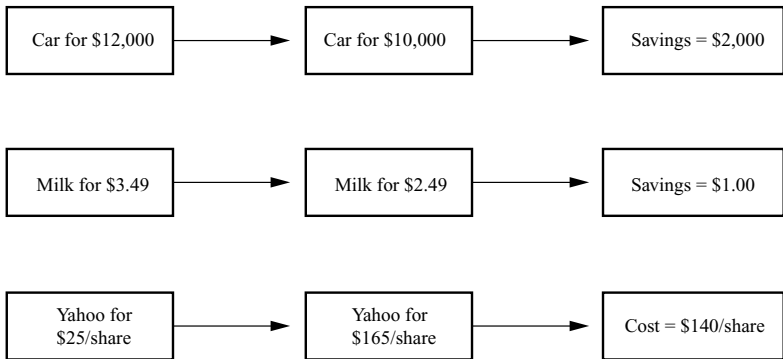 Car for $12,000
Car for $10,000
Savings = $2,000
Milk for $3.49
Milk for $2.49
Savings = $1.00
Yahoo for
$25/share
Yahoo for
$165/share
Cost = $140/share